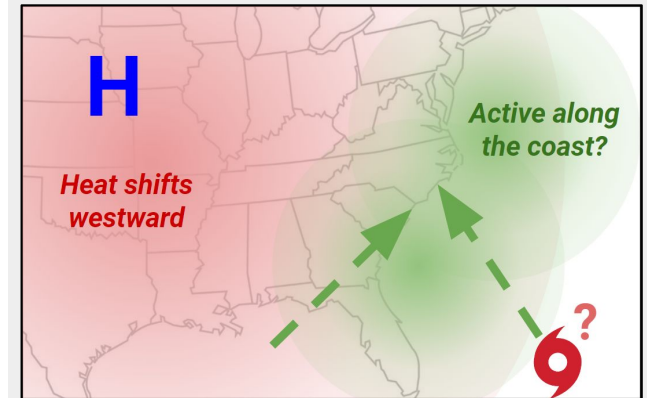 H
Active along
the coast?
Heat shifts
westward
?